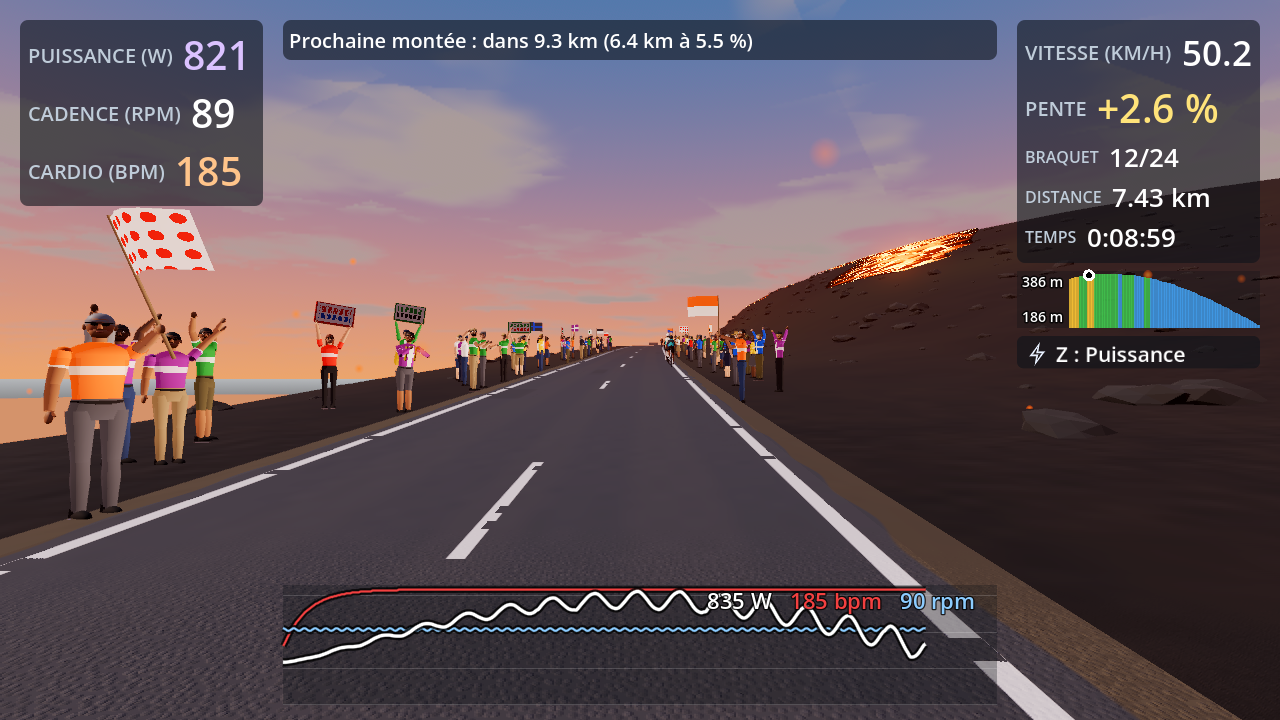 PUISSANCE (W) 821
CADENCE (RPM) 89
CARDIO (BPM) 185
Prochaine montée : dans 9.3 km (6.4 km à 5.5 %)
VITESSE (KM/H) 50.2
PENTE +2.6 %
BRAQUET 12/24
DISTANCE 7.43 km
TEMPS 0:08:59
386 m
186 m
Z : Puissance
835 W 185 bpm 90 rpm